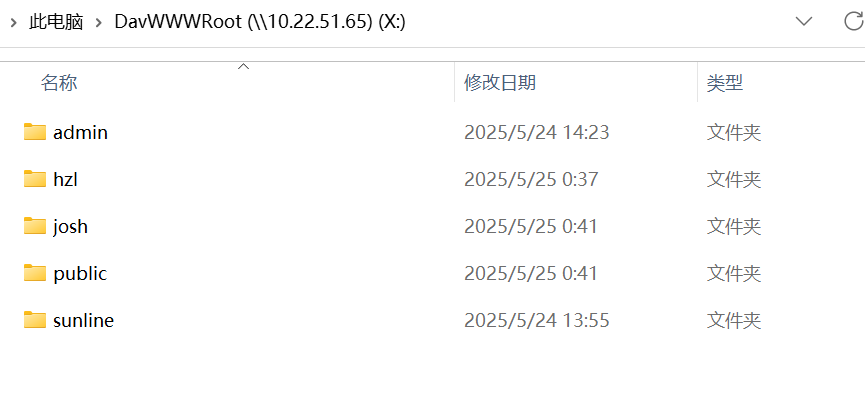 此电脑 > DavWWWRoot (\\10.22.51.65) (X:)
名称 修改日期 类型
admin 2025/5/24 14:23 文件夹
hzl 2025/5/25 0:37 文件夹
josh 2025/5/25 0:41 文件夹
public 2025/5/25 0:41 文件夹
sunline 2025/5/24 13:55 文件夹